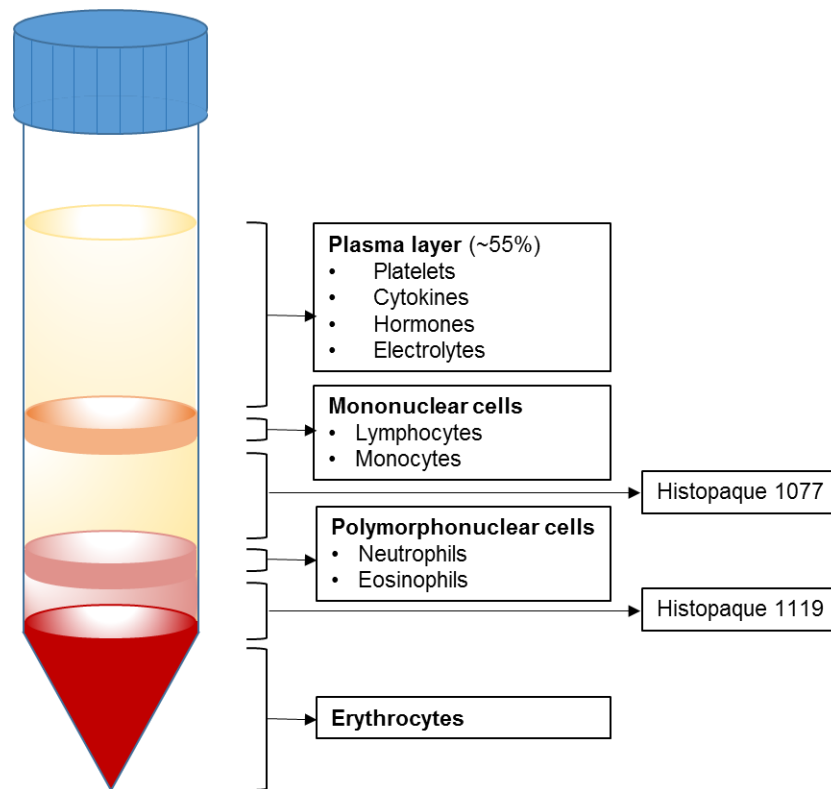 Plasma layer (~55%)
• Platelets
• Cytokines
• Hormones
• Electrolytes
Mononuclear cells
• Lymphocytes
• Monocytes
Histopaque 1077
Polymorphonuclear cells
• Neutrophils
• Eosinophils
Histopaque 1119
Erythrocytes